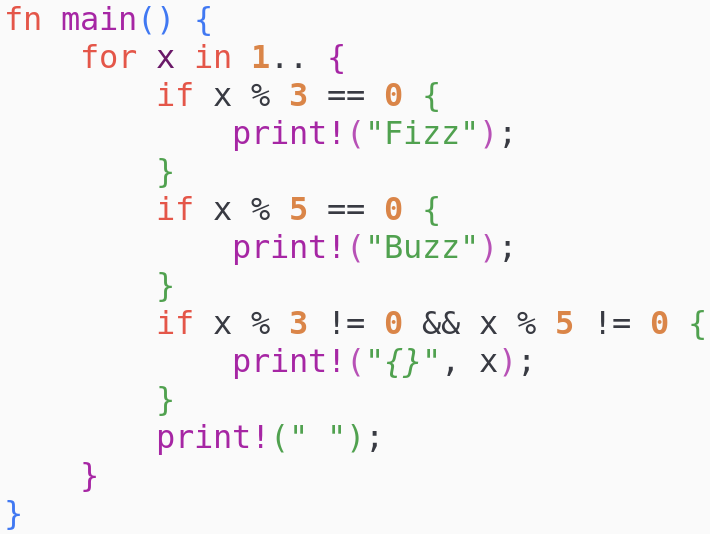 fn main() {
    for x in 1.. {
        if x % 3 == 0 {
            print!("Fizz");
        }
        if x % 5 == 0 {
            print!("Buzz");
        }
        if x % 3 != 0 && x % 5 != 0 {
            print!("{}", x);
        }
        print!(" ");
    }
}